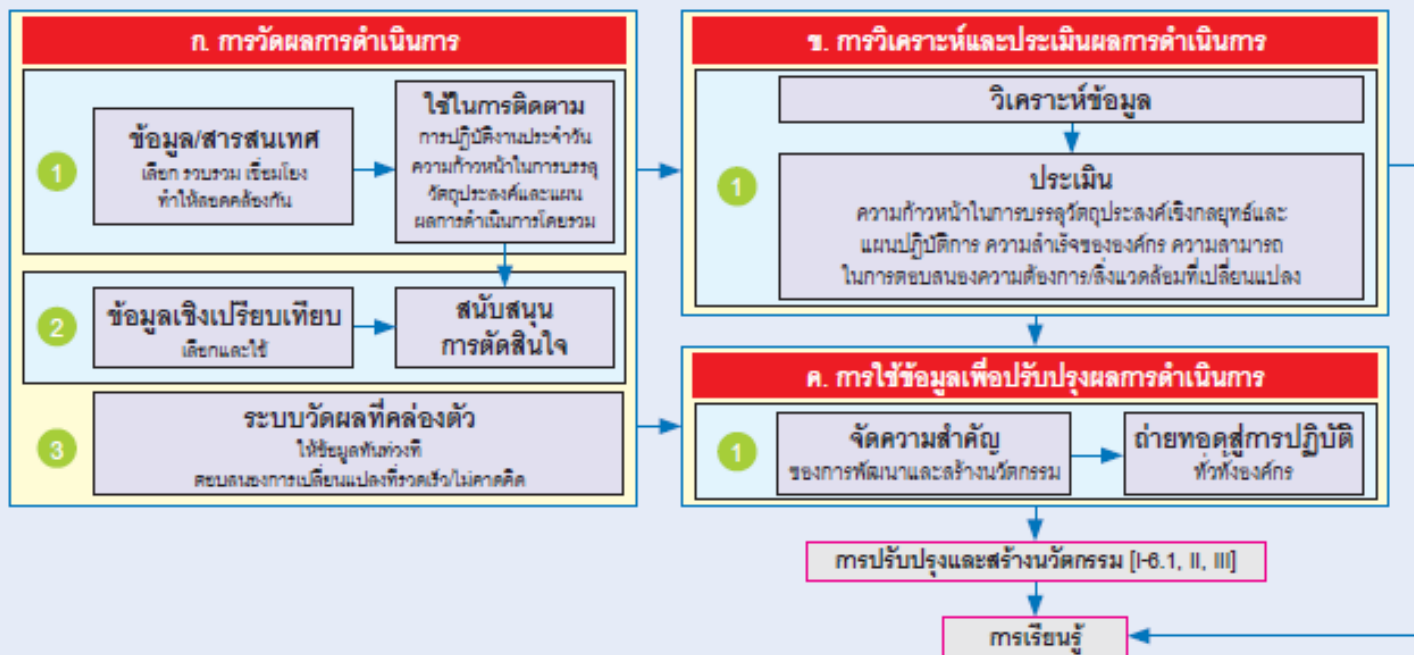 ก. การวัดผลการดำเนินการ
1
ข้อมูล/สารสนเทศ
เลือก รวบรวม เชื่อมโยง
ทำให้สอดคล้องกัน
ใช้ในการติดตาม
การปฏิบัติงานประจำวัน
ความก้าวหน้าในการบรรลุ
วัตถุประสงค์และแผน
ผลการดำเนินการโดยรวม
2
ข้อมูลเชิงเปรียบเทียบ
เลือกและใช้
สนับสนุน
การตัดสินใจ
3
ระบบวัดผลที่คล่องตัว
ให้ข้อมูลทันท่วงที
ตอบสนองการเปลี่ยนแปลงที่รวดเร็ว/ไม่คาดคิด
ข. การวิเคราะห์และประเมินผลการดำเนินการ
1
วิเคราะห์ข้อมูล
ประเมิน
ความก้าวหน้าในการบรรลุวัตถุประสงค์เชิงกลยุทธ์และ
แผนปฏิบัติการ ความสำเร็จขององค์กร ความสามารถ
ในการตอบสนองความต้องการ/สิ่งแวดล้อมที่เปลี่ยนแปลง
ค. การใช้ข้อมูลเพื่อปรับปรุงผลการดำเนินการ
1
จัดความสำคัญ
ของการพัฒนาและสร้างนวัตกรรม
ถ่ายทอดสู่การปฏิบัติ
ทั่วทั้งองค์กร
การปรับปรุงและสร้างนวัตกรรม [I-6.1, II, III]
การเรียนรู้